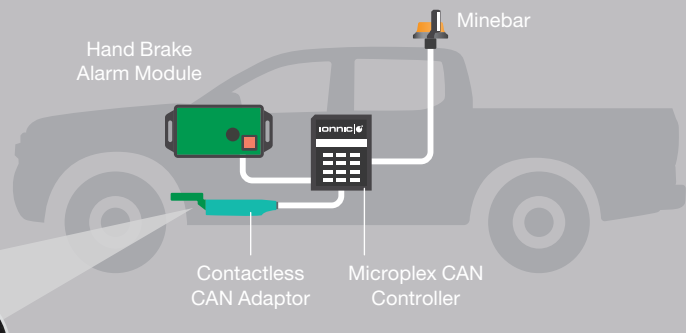 Minebar
Hand Brake
Alarm Module
IONNIC
Contactless
CAN Adaptor
Microplex CAN
Controller